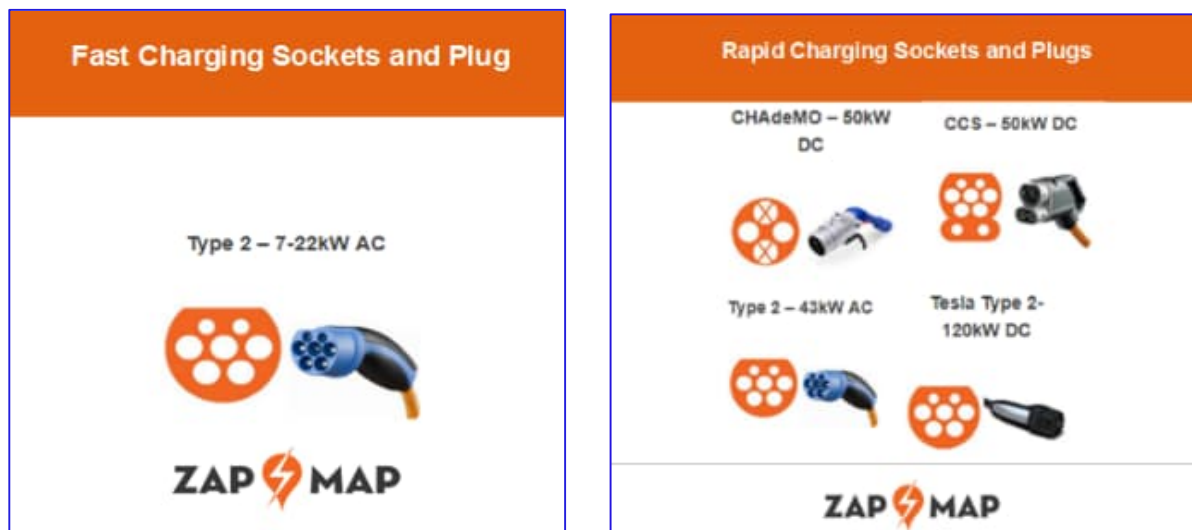 Fast Charging Sockets and Plug
Type 2 – 7-22kW AC
ZAP MAP
Rapid Charging Sockets and Plugs
CHAdeMO – 50kW
DC
CCS – 50kW DC
Type 2 – 43kW AC
Tesla Type 2-
120kW DC
ZAP MAP